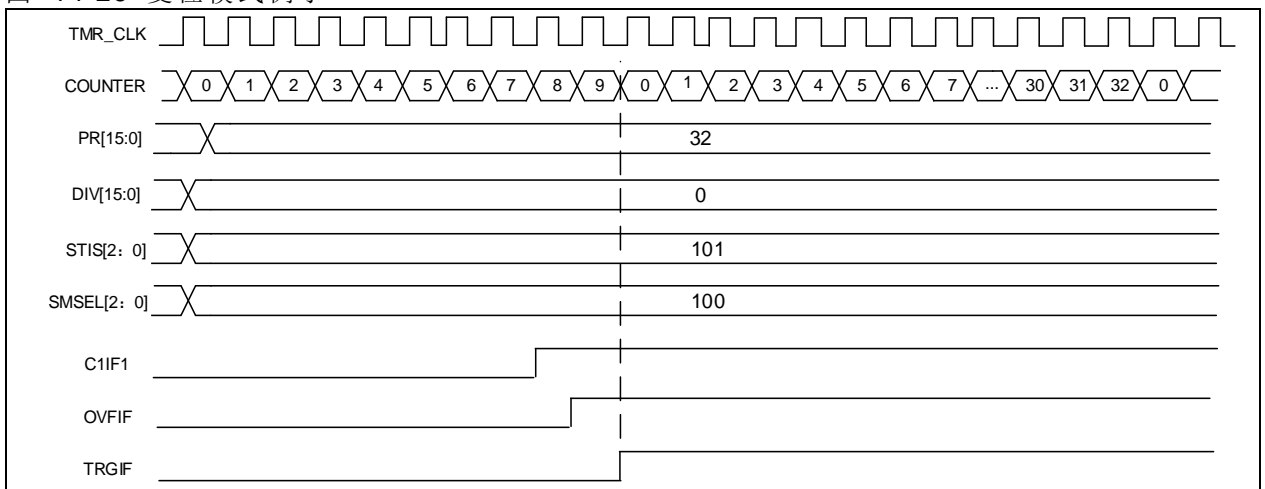 TMR_CLK
COUNTER 0 1 2 3 4 5 6 7 8 9 0 1 2 3 4 5 6 7 ... 30 31 32 0
PR[15:0] 32
DIV[15:0] 0
STIS[2：0] 101
SMSEL[2：0] 100
C1IF1
OVFIF
TRGIF